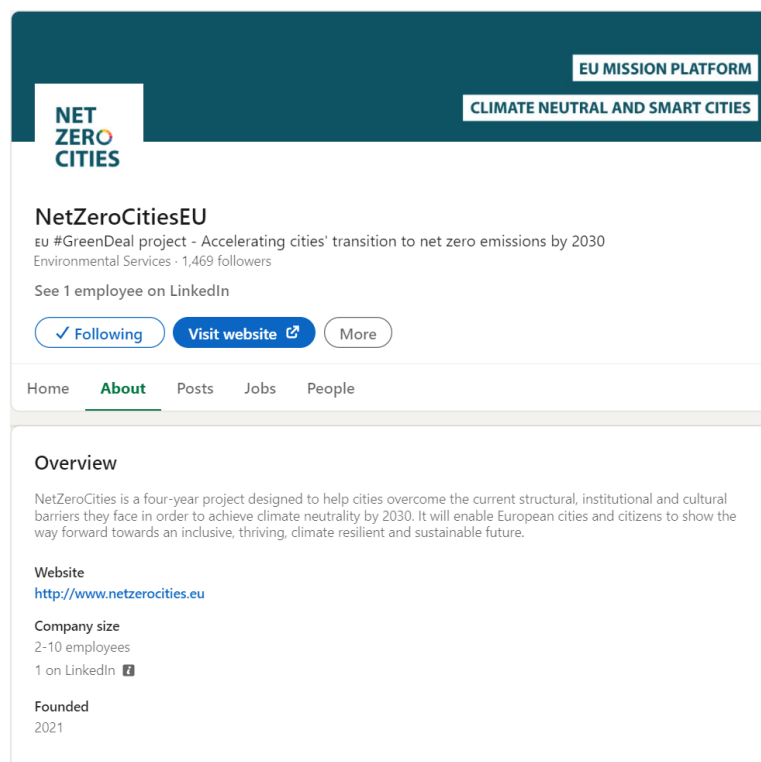 EU MISSION PLATFORM
CLIMATE NEUTRAL AND SMART CITIES
NET
ZERO
CITIES
NetZeroCitiesEU
EU #GreenDeal project - Accelerating cities' transition to net zero emissions by 2030
Environmental Services · 1,469 followers
See 1 employee on LinkedIn
✓ Following Visit website More
Home About Posts Jobs People
Overview
NetZeroCities is a four-year project designed to help cities overcome the current structural, institutional and cultural
barriers they face in order to achieve climate neutrality by 2030. It will enable European cities and citizens to show the
way forward towards an inclusive, thriving, climate resilient and sustainable future.
Website
http://www.netzerocities.eu
Company size
2-10 employees
1 on LinkedIn i
Founded
2021